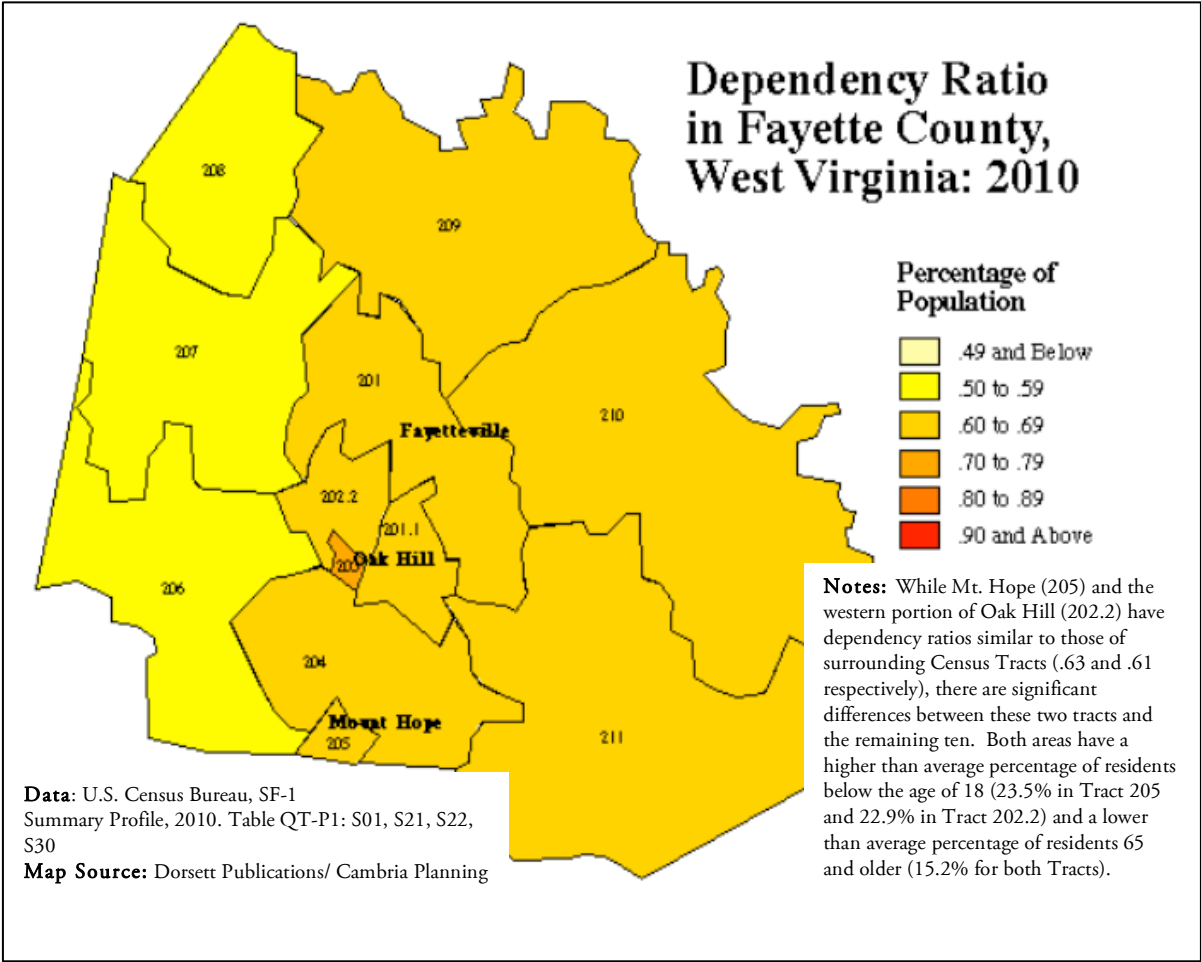 Dependency Ratio
in Fayette County,
West Virginia: 2010
208
209
Percentage of
Population
.49 and Below
.50 to .59
.60 to .69
.70 to .79
.80 to .89
.90 and Above
207
201
210
Fayetteville
202.2
201.1
203
Oak Hill
206
204
Mount Hope
205
211
Notes: While Mt. Hope (205) and the
western portion of Oak Hill (202.2) have
dependency ratios similar to those of
surrounding Census Tracts (.63 and .61
respectively), there are significant
differences between these two tracts and
the remaining ten. Both areas have a
higher than average percentage of residents
below the age of 18 (23.5% in Tract 205
and 22.9% in Tract 202.2) and a lower
than average percentage of residents 65
and older (15.2% for both Tracts).
Data: U.S. Census Bureau, SF-1
Summary Profile, 2010. Table QT-P1: S01, S21, S22,
S30
Map Source: Dorsett Publications/ Cambria Planning